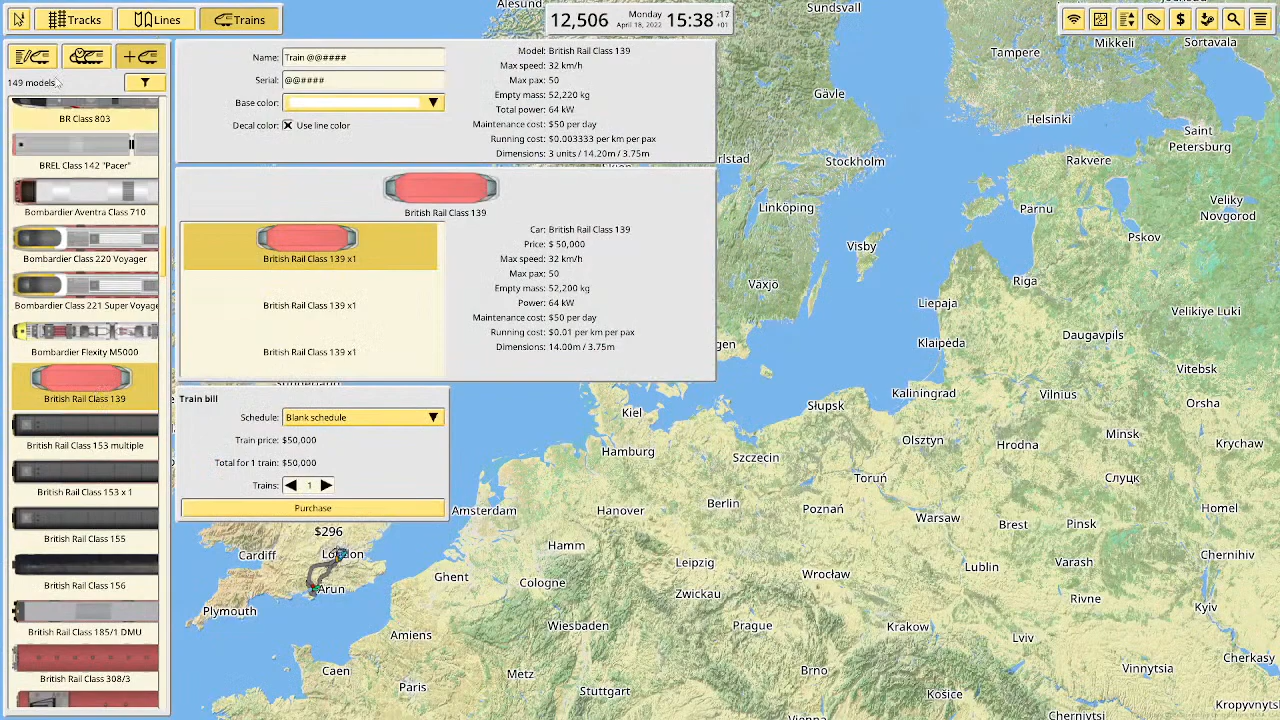 Tracks
Lines
Trains
12,506
Monday
April 18, 2022
15:38
:17
+01
149 models
BR Class 803
BREL Class 142 "Pacer"
Bombardier Aventra Class 710
Bombardier Class 220 Voyager
Bombardier Class 221 Super Voyage
Bombardier Flexity M5000
British Rail Class 139
British Rail Class 153 multiple
British Rail Class 153 x 1
British Rail Class 155
British Rail Class 156
British Rail Class 185/1 DMU
British Rail Class 308/3
Name: Train @@####
Serial: @@####
Base color:
Decal color: Use line color
Model: British Rail Class 139
Max speed: 32 km/h
Max pax: 50
Empty mass: 52,220 kg
Total power: 64 kW
Maintenance cost: $50 per day
Running cost: $0.003333 per km per pax
Dimensions: 3 units / 14.20m / 3.75m
British Rail Class 139
British Rail Class 139 x1
British Rail Class 139 x1
British Rail Class 139 x1
Car: British Rail Class 139
Price: $ 50,000
Max speed: 32 km/h
Max pax: 50
Empty mass: 52,200 kg
Power: 64 kW
Maintenance cost: $50 per day
Running cost: $0.01 per km per pax
Dimensions: 14.00m / 3.75m
Train bill
Schedule: Blank schedule
Train price: $50,000
Total for 1 train: $50,000
Trains: 1
Purchase
$296
Sundsvall
Tampere
Mikkeli
Sortavala
Gävle
Helsinki
Saint
Petersburg
Stockholm
Rakvere
Linköping
Parnu
Veliky
Novgorod
Visby
Pskov
Växjö
Riga
Liepaja
Velikiye Luki
Klaipėda
Daugavpils
Vitebsk
Kiel
Słupsk
Kaliningrad
Vilnius
Orsha
Hamburg
Szczecin
Olsztyn
Hrodna
Minsk
Krychaw
Toruń
Слуцк
Amsterdam
Hanover
Berlin
Poznań
Warsaw
Brest
Pinsk
Homel
Cardiff
London
Hamm
Leipzig
Wrocław
Lublin
Varash
Chernihiv
Plymouth
Arun
Ghent
Cologne
Zwickau
Rivne
Kyiv
Amiens
Wiesbaden
Prague
Krakow
Lviv
Cherkasy
Caen
Paris
Metz
Stuttgart
Brno
Košice
Vinnytsia
Vienna
Chernivtsi
Kropyvnyts